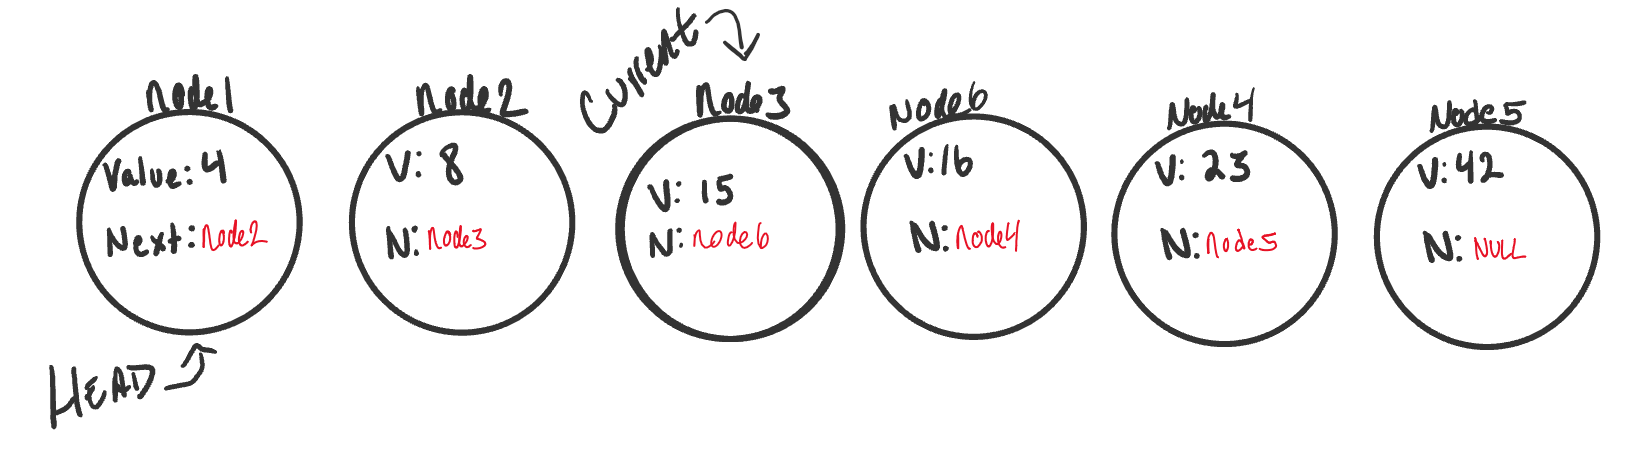 Current
node1
Value: 4
Next: node2
HEAD
node2
V: 8
N: node3
node3
V: 15
N: node6
Node6
V: 16
N: node4
Node4
V: 23
N: node5
Node5
V: 42
N: NULL